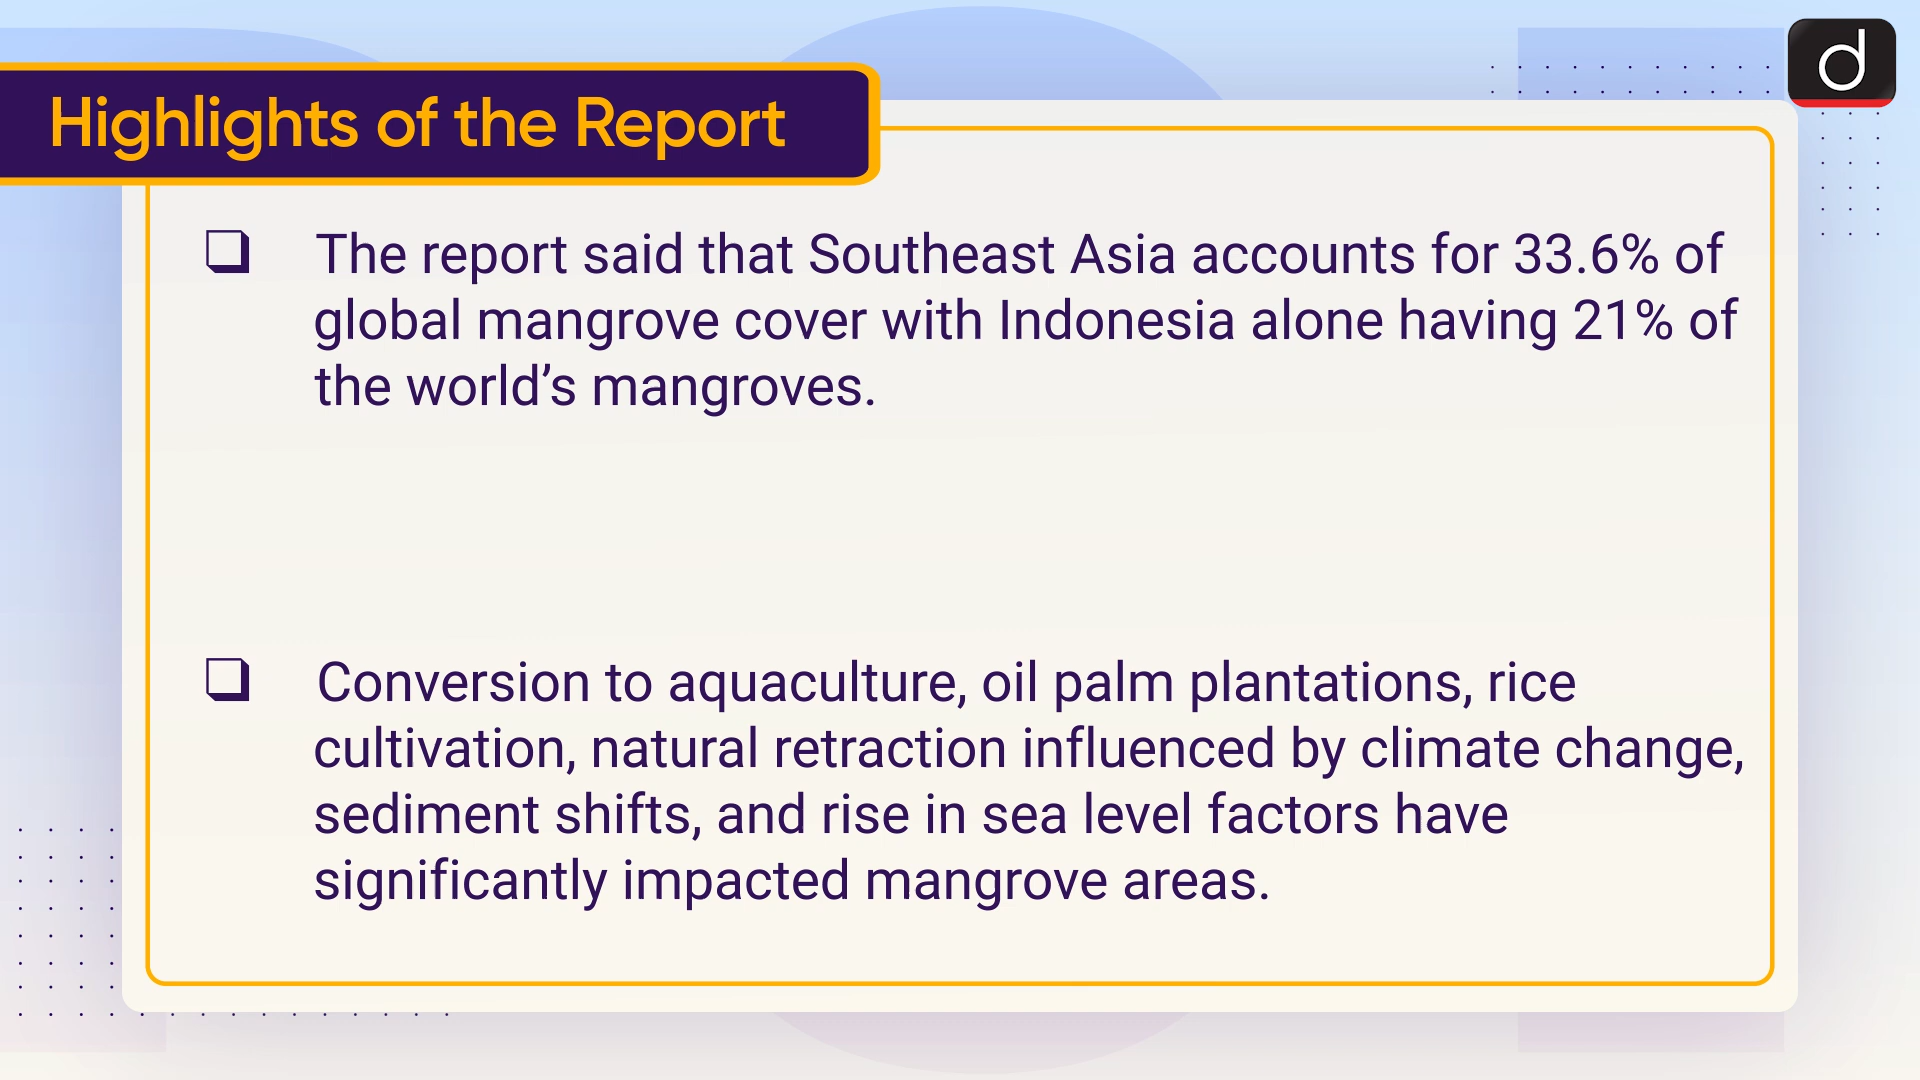 Highlights of the Report
d
❑ The report said that Southeast Asia accounts for 33.6% of
global mangrove cover with Indonesia alone having 21% of
the world’s mangroves.
❑ Conversion to aquaculture, oil palm plantations, rice
cultivation, natural retraction influenced by climate change,
sediment shifts, and rise in sea level factors have
significantly impacted mangrove areas.